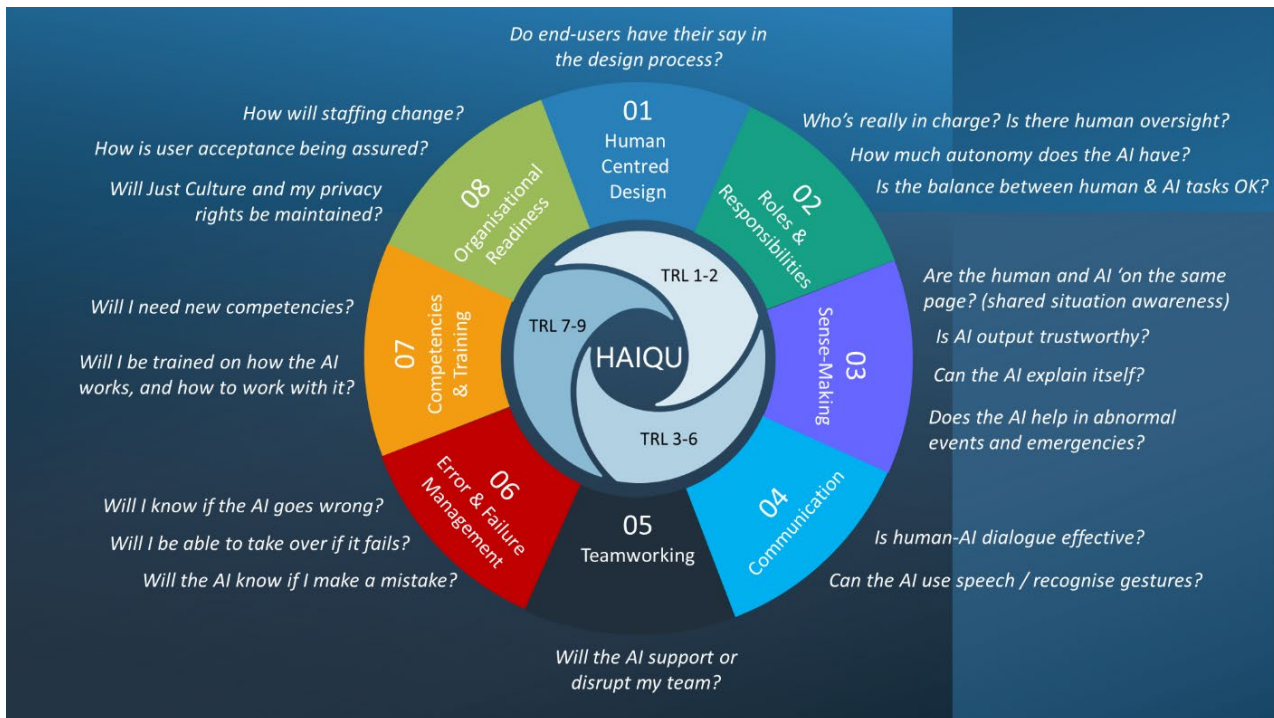 Do end-users have their say in
the design process?
01
Human
Centred
Design
Who's really in charge? Is there human oversight?
How much autonomy does the AI have?
Is the balance between human & AI tasks OK?
02
Roles &
Responsibilities
Are the human and AI 'on the same
page? (shared situation awareness)
Is AI output trustworthy?
Can the AI explain itself?
Does the AI help in abnormal
events and emergencies?
03
Sense-Making
04
Communication
Is human-AI dialogue effective?
Can the AI use speech / recognise gestures?
05
Teamworking
Will the AI support or
disrupt my team?
06
Error & Failure
Management
Will I know if the AI goes wrong?
Will I be able to take over if it fails?
Will the AI know if I make a mistake?
07
Competencies
& Training
Will I need new competencies?
Will I be trained on how the AI
works, and how to work with it?
08
Organisational
Readiness
How will staffing change?
How is user acceptance being assured?
Will Just Culture and my privacy
rights be maintained?
TRL 1-2
TRL 7-9
HAIQU
TRL 3-6